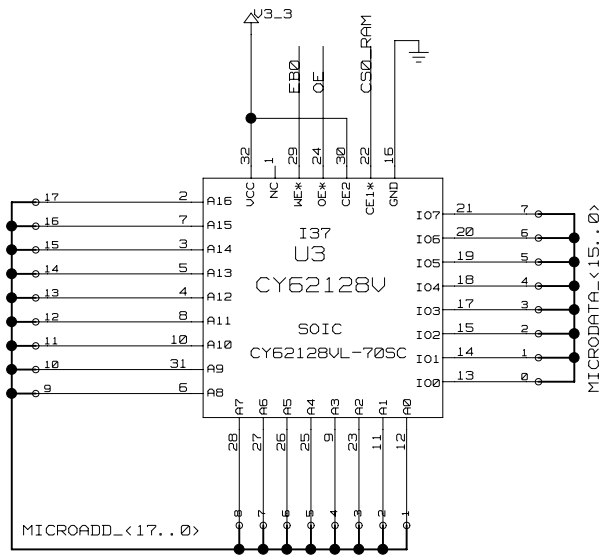 V3_3
EB0
OE
CS0_RAM
32
1
29
24
30
22
16
VCC
NC
WE*
OE*
CE2
CE1*
GND
17 2 A16
16 7 A15
15 3 A14
14 5 A13
13 4 A12
12 8 A11
11 10 A10
10 31 A9
9 6 A8
I37
U3
CY62128V
SOIC
CY62128VL-70SC
IO7 21 7
IO6 20 6
IO5 19 5
IO4 18 4
IO3 17 3
IO2 15 2
IO1 14 1
IO0 13 0
MICRODATA_<15..0>
A7 28 8
A6 27 7
A5 26 6
A4 25 5
A3 9 4
A2 23 3
A1 11 2
A0 12 1
MICROADD_<17..0>